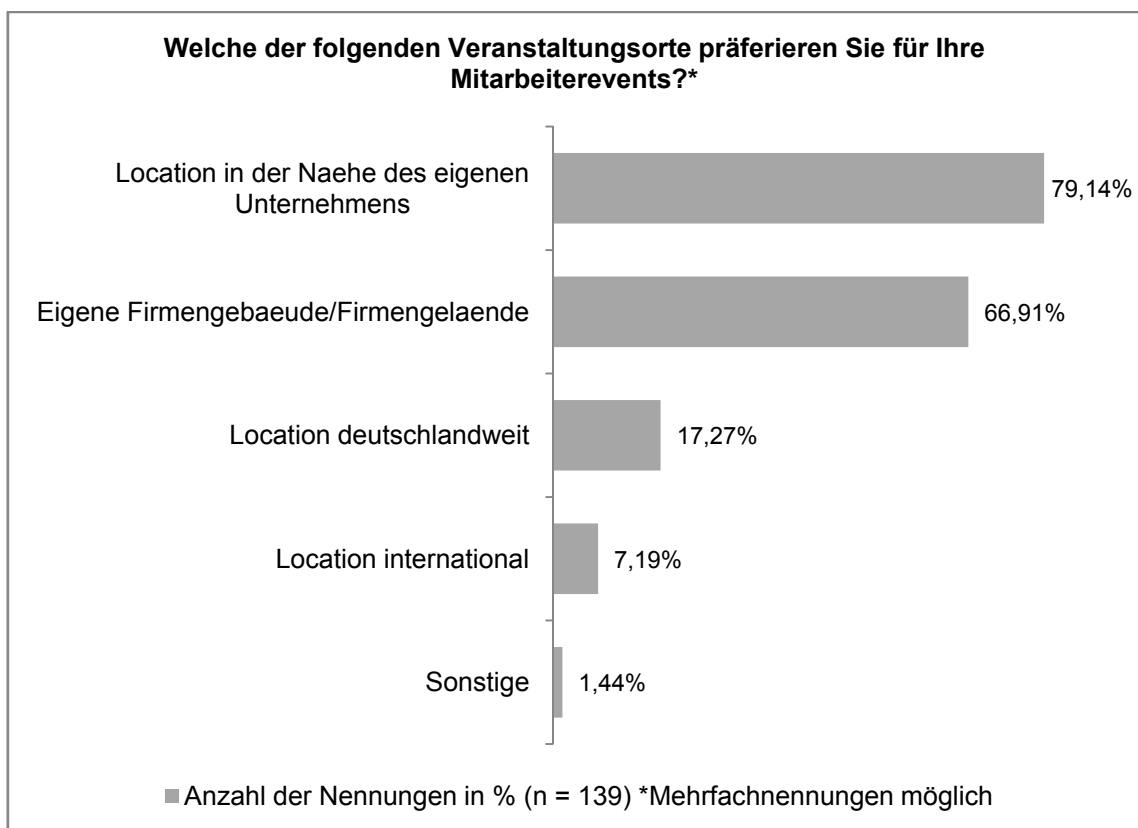 Welche der folgenden Veranstaltungsorte präferieren Sie für Ihre
Mitarbeiterevents?*
Location in der Naehe des eigenen
Unternehmens
79,14%
Eigene Firmengebaeude/Firmengelaende
66,91%
Location deutschlandweit
17,27%
Location international
7,19%
Sonstige
1,44%
Anzahl der Nennungen in % (n = 139) *Mehrfachnennungen möglich